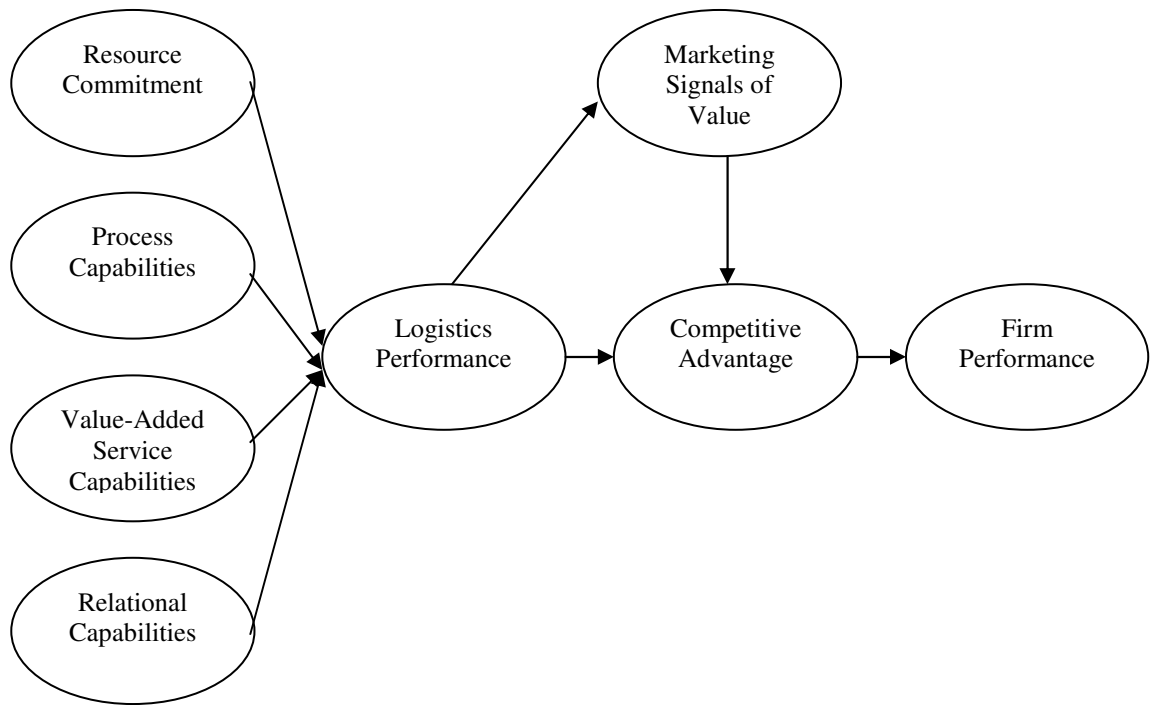 Resource
Commitment
Process
Capabilities
Value-Added
Service
Capabilities
Relational
Capabilities
Logistics
Performance
Marketing
Signals of
Value
Competitive
Advantage
Firm
Performance